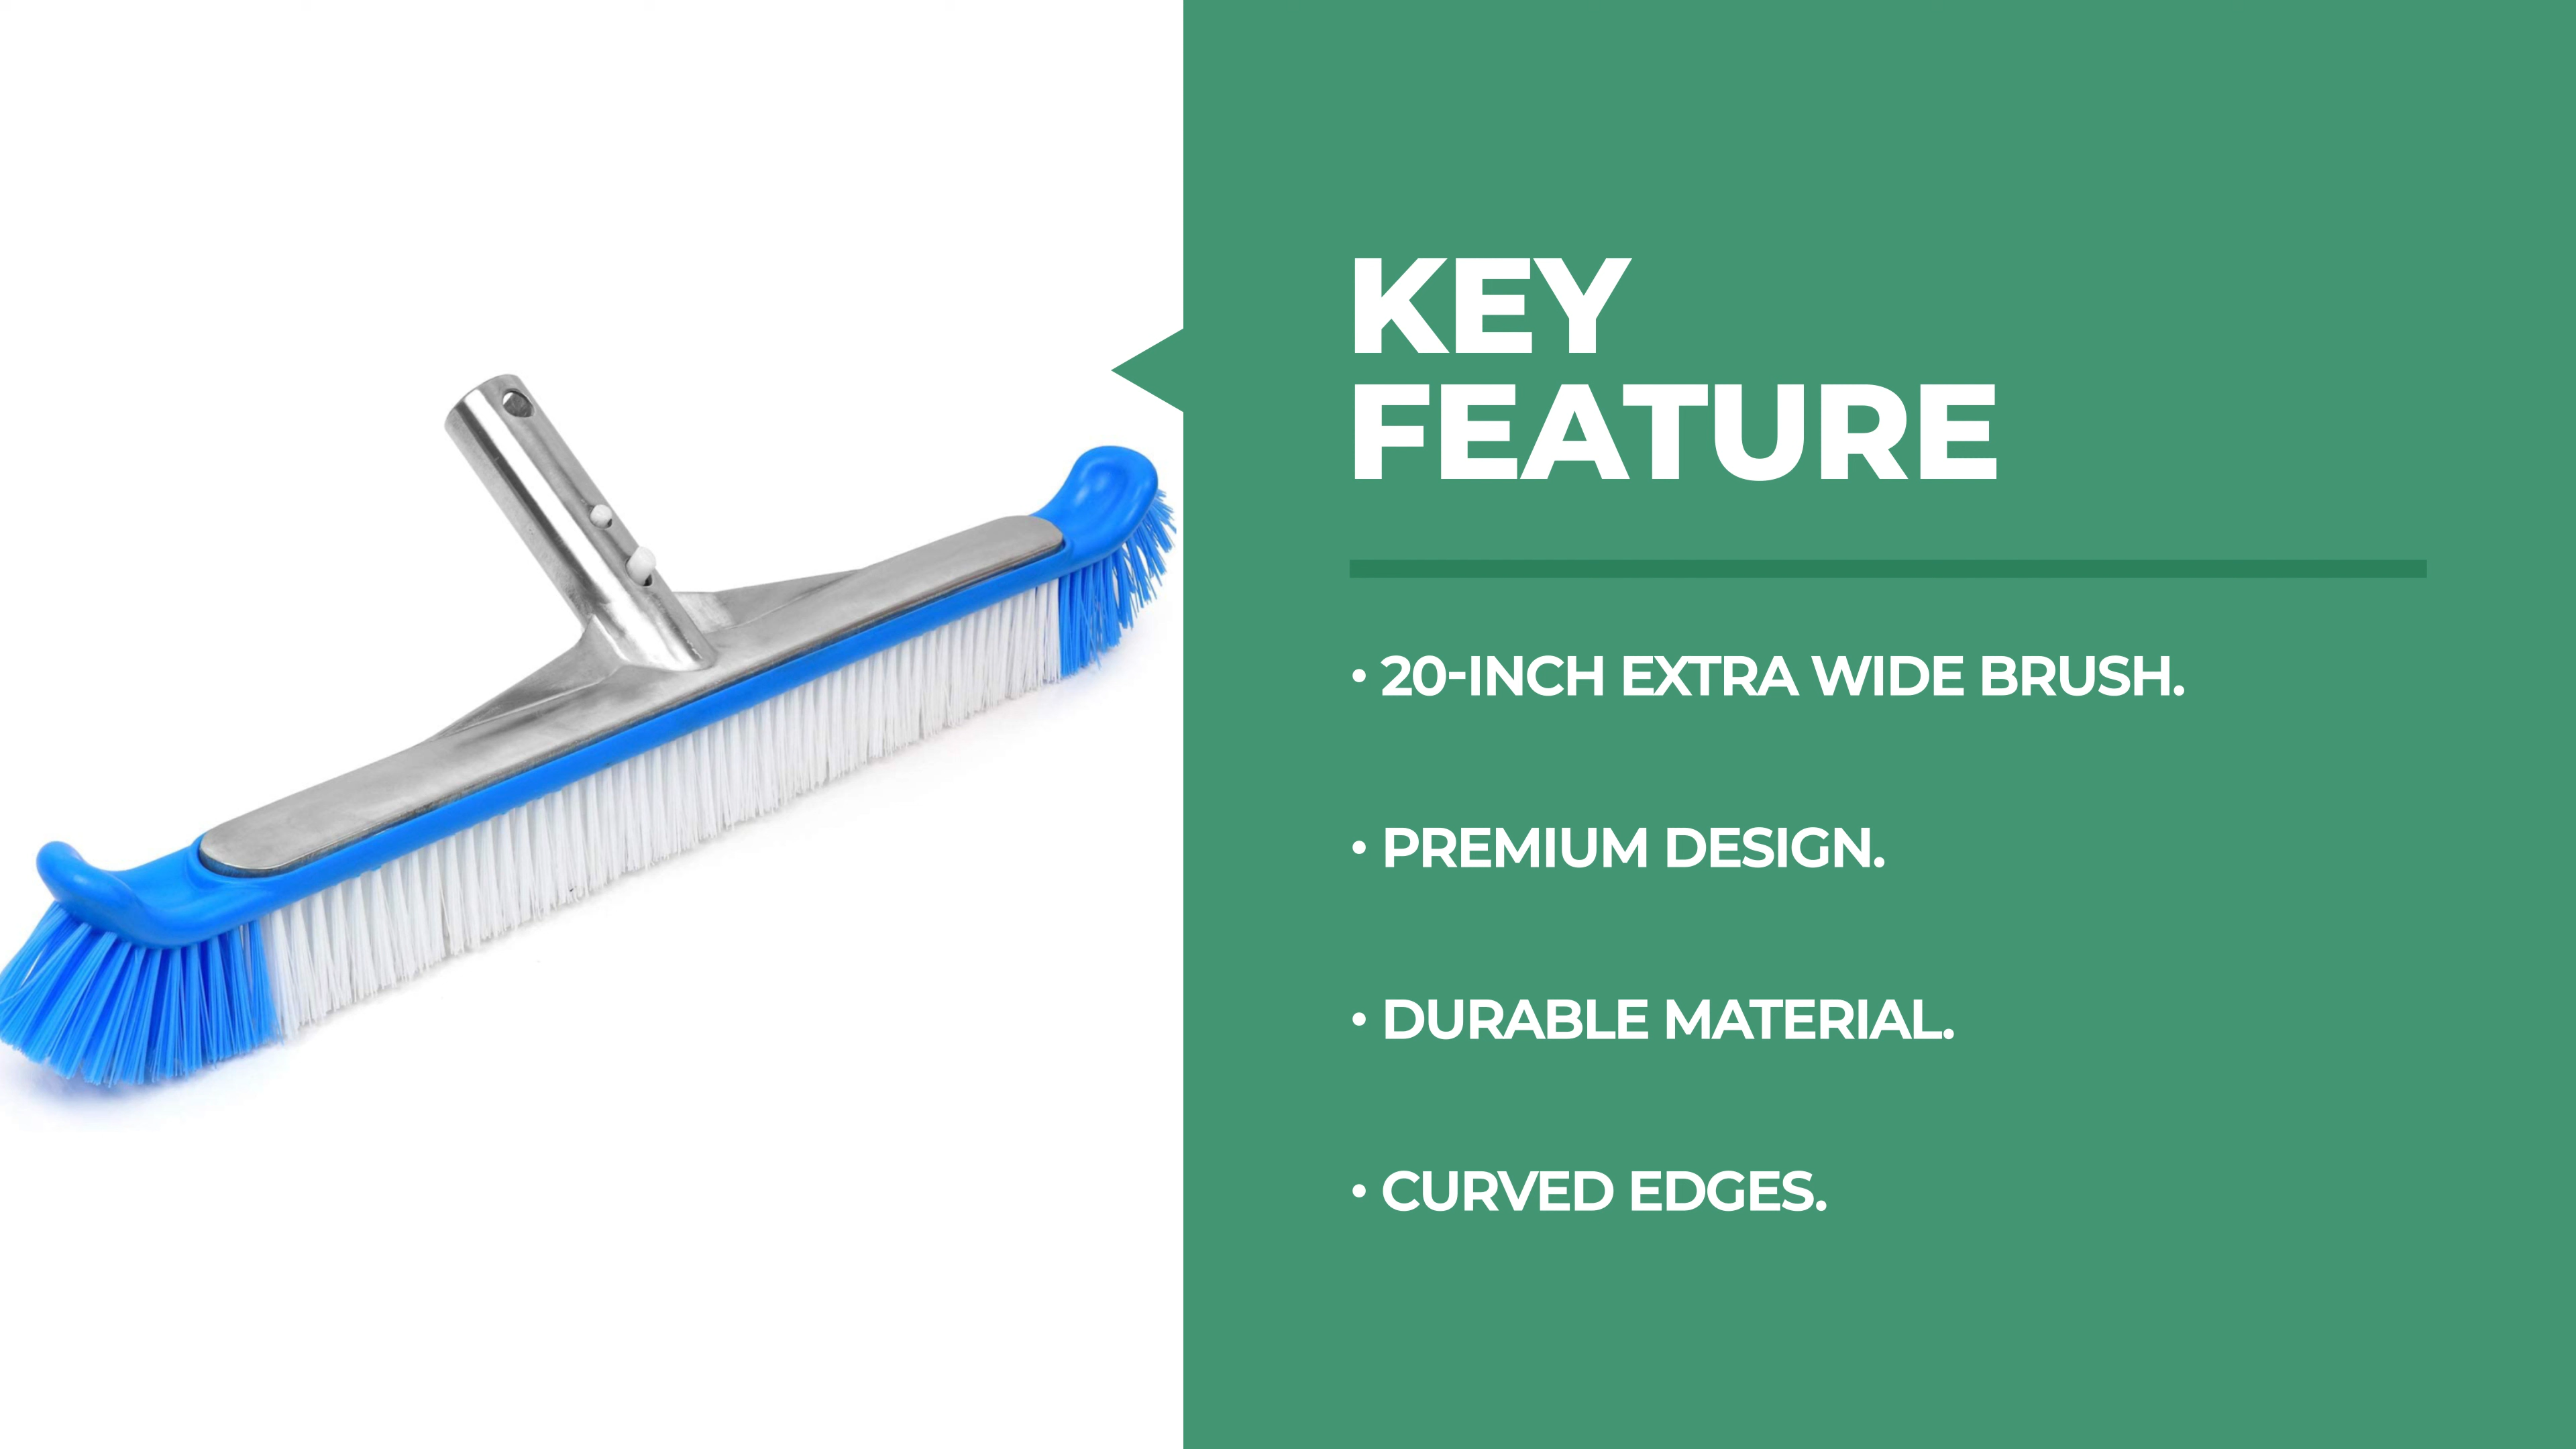 KEY
FEATURE
• 20-INCH EXTRA WIDE BRUSH.
• PREMIUM DESIGN.
• DURABLE MATERIAL.
• CURVED EDGES.